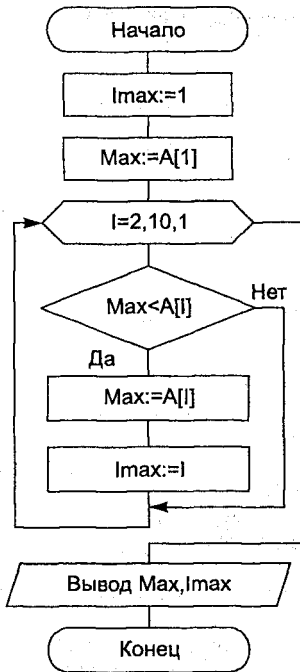 Начало
Imax:=1
Max:=A[1]
I=2,10,1
Max<A[I]
Нет
Да
Max:=A[I]
Imax:=I
Вывод Max,Imax
Конец